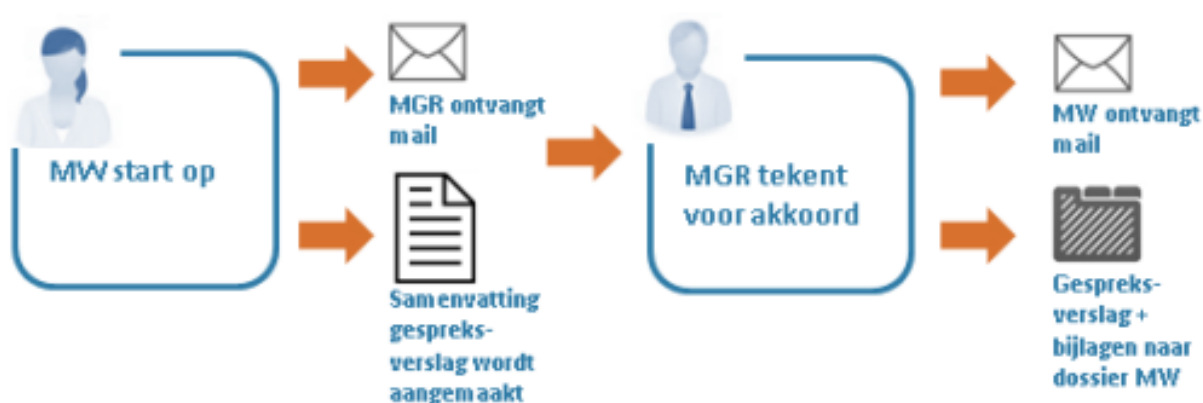 MW start op
MGR ontvangt
mail
Samenvatting
gespreks-
verslag wordt
aangemaakt
MGR tekent
voor akkoord
MW ontvangt
mail
Gespreks-
verslag +
bijlagen naar
dossier MW